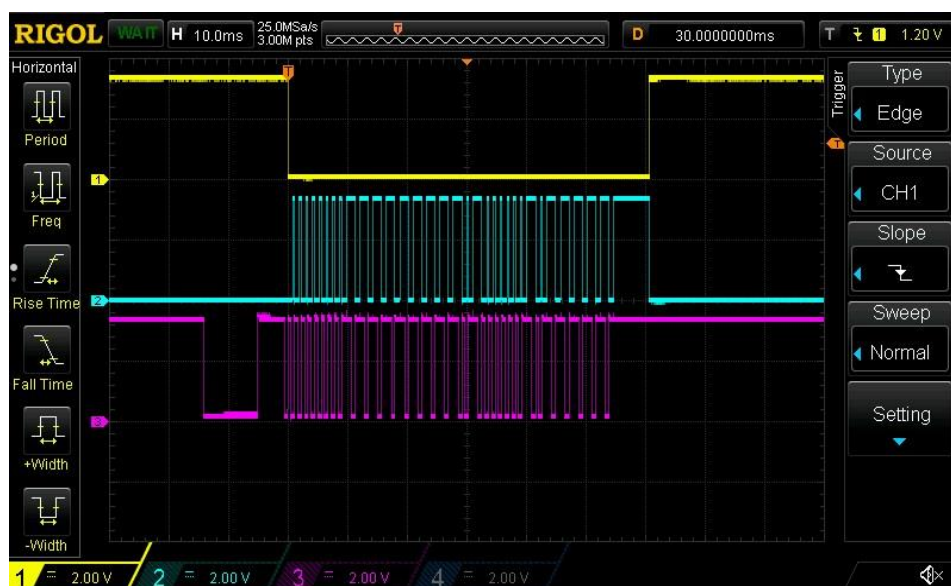 RIGOL WAIT H 10.0ms 25.0MSa/s D 30.0000000ms T 1 1.20 V
3.00M pts
T
Horizontal
Period
Freq
Rise Time
Fall Time
+Width
-Width
T
1
2
3
T
Trigger
Type
Edge
Source
CH1
Slope
Sweep
Normal
Setting
1 = 2.00 V 2 = 2.00 V 3 = 2.00 V 4 = 2.00 V